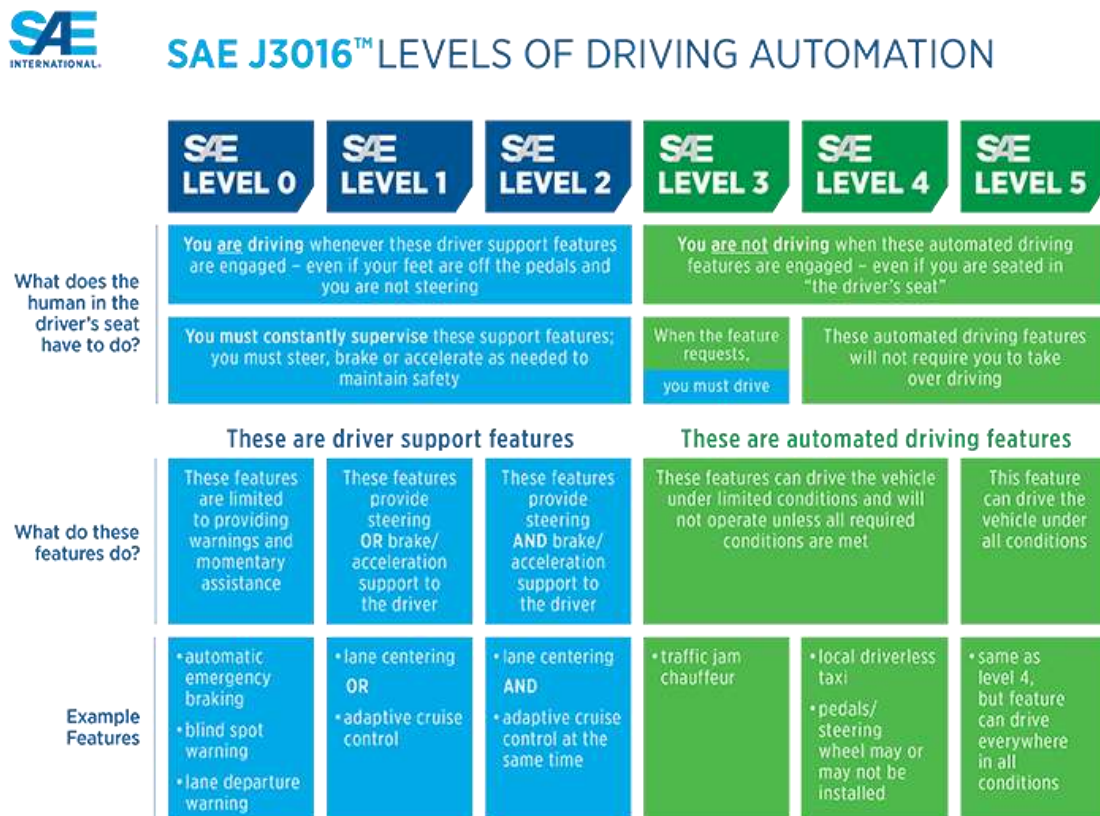 SAE
INTERNATIONAL®
SAE J3016™ LEVELS OF DRIVING AUTOMATION
SAE
LEVEL 0
SAE
LEVEL 1
SAE
LEVEL 2
SAE
LEVEL 3
SAE
LEVEL 4
SAE
LEVEL 5
What does the
human in the
driver's seat
have to do?
You are driving whenever these driver support features
are engaged – even if your feet are off the pedals and
you are not steering
You are not driving when these automated driving
features are engaged – even if you are seated in
"the driver's seat"
You must constantly supervise these support features;
you must steer, brake or accelerate as needed to
maintain safety
When the feature
requests,
you must drive
These automated driving features
will not require you to take
over driving
These are driver support features
These are automated driving features
What do these
features do?
These features
are limited
to providing
warnings and
momentary
assistance
These features
provide
steering
OR brake/
acceleration
support to
the driver
These features
provide
steering
AND brake/
acceleration
support to
the driver
These features can drive the vehicle
under limited conditions and will
not operate unless all required
conditions are met
This feature
can drive the
vehicle under
all conditions
Example
Features
• automatic
emergency
braking
• blind spot
warning
• lane departure
warning
• lane centering
OR
• adaptive cruise
control
• lane centering
AND
• adaptive cruise
control at the
same time
• traffic jam
chauffeur
• local driverless
taxi
• pedals/
steering
wheel may or
may not be
installed
• same as
level 4,
but feature
can drive
everywhere
in all
conditions